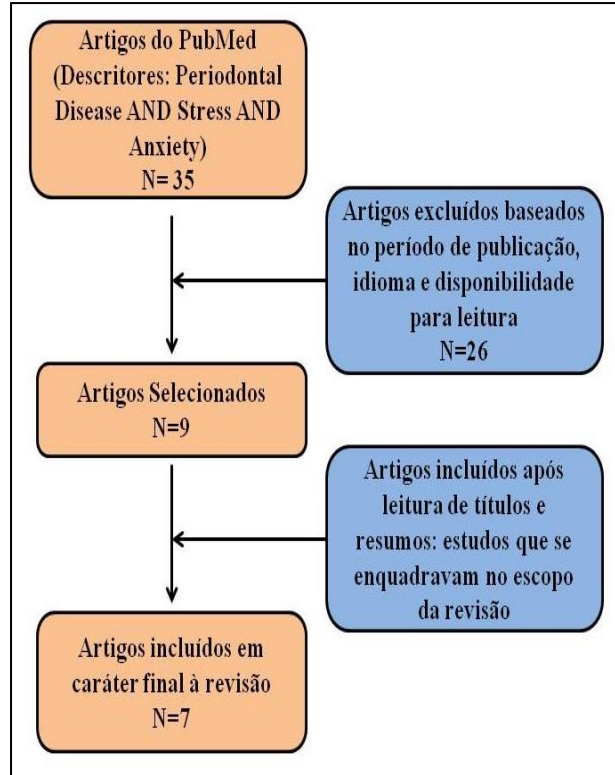 Artigos do PubMed
(Descritores: Periodontal
Disease AND Stress AND
Anxiety)
N= 35
Artigos excluídos baseados
no período de publicação,
idioma e disponibilidade
para leitura
N=26
Artigos Selecionados
N=9
Artigos incluídos após
leitura de títulos e
resumos: estudos que se
enquadravam no escopo
da revisão
Artigos incluídos em
caráter final à revisão
N=7